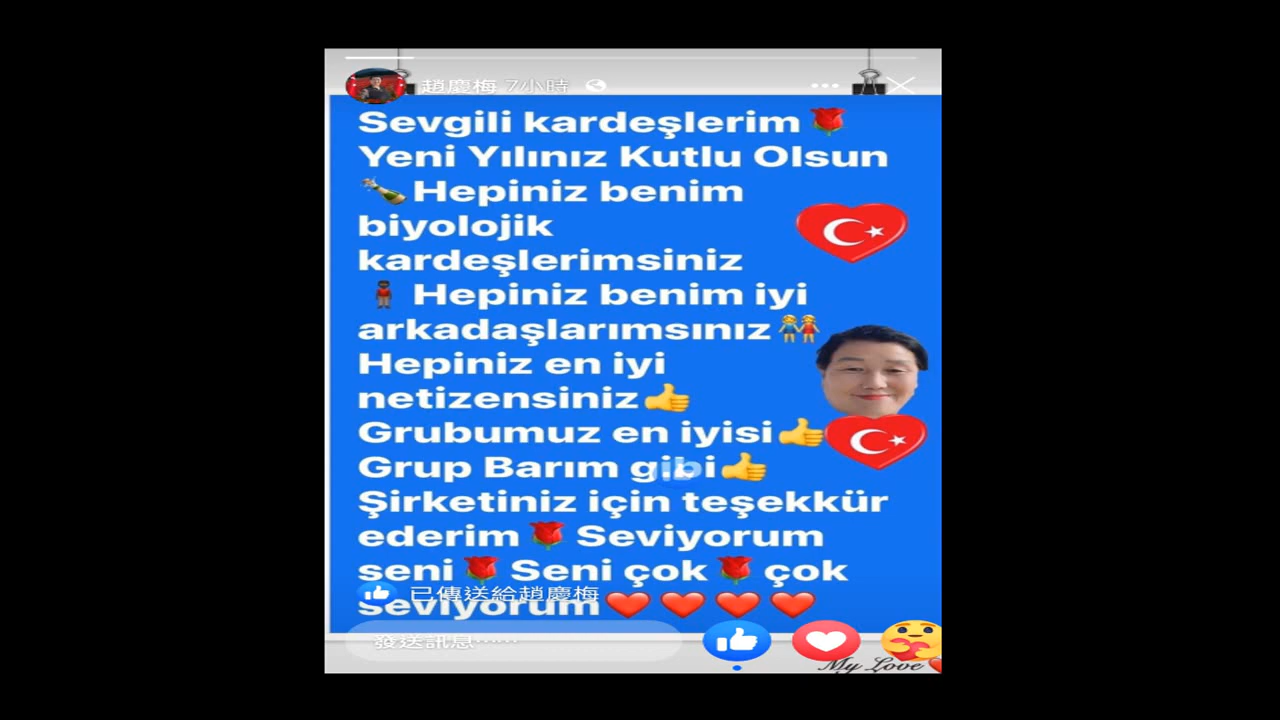 趙慶梅 7小時
Sevgili kardeşlerim🌹
Yeni Yılınız Kutlu Olsun
🍾Hepiniz benim
biyolojik
kardeşlerimsiniz
🧍🏿Hepiniz benim iyi
arkadaşlarımsınız👭
Hepiniz en iyi
netizensiniz👍
Grubumuz en iyisi👍
Grup Barım gibi👍
Şirketiniz için teşekkür
ederim🌹Seviyorum
seni🌹Seni çok🌹çok
已傳送給趙慶梅
seviyorum❤️❤️❤️❤️
發送訊息……
My Love